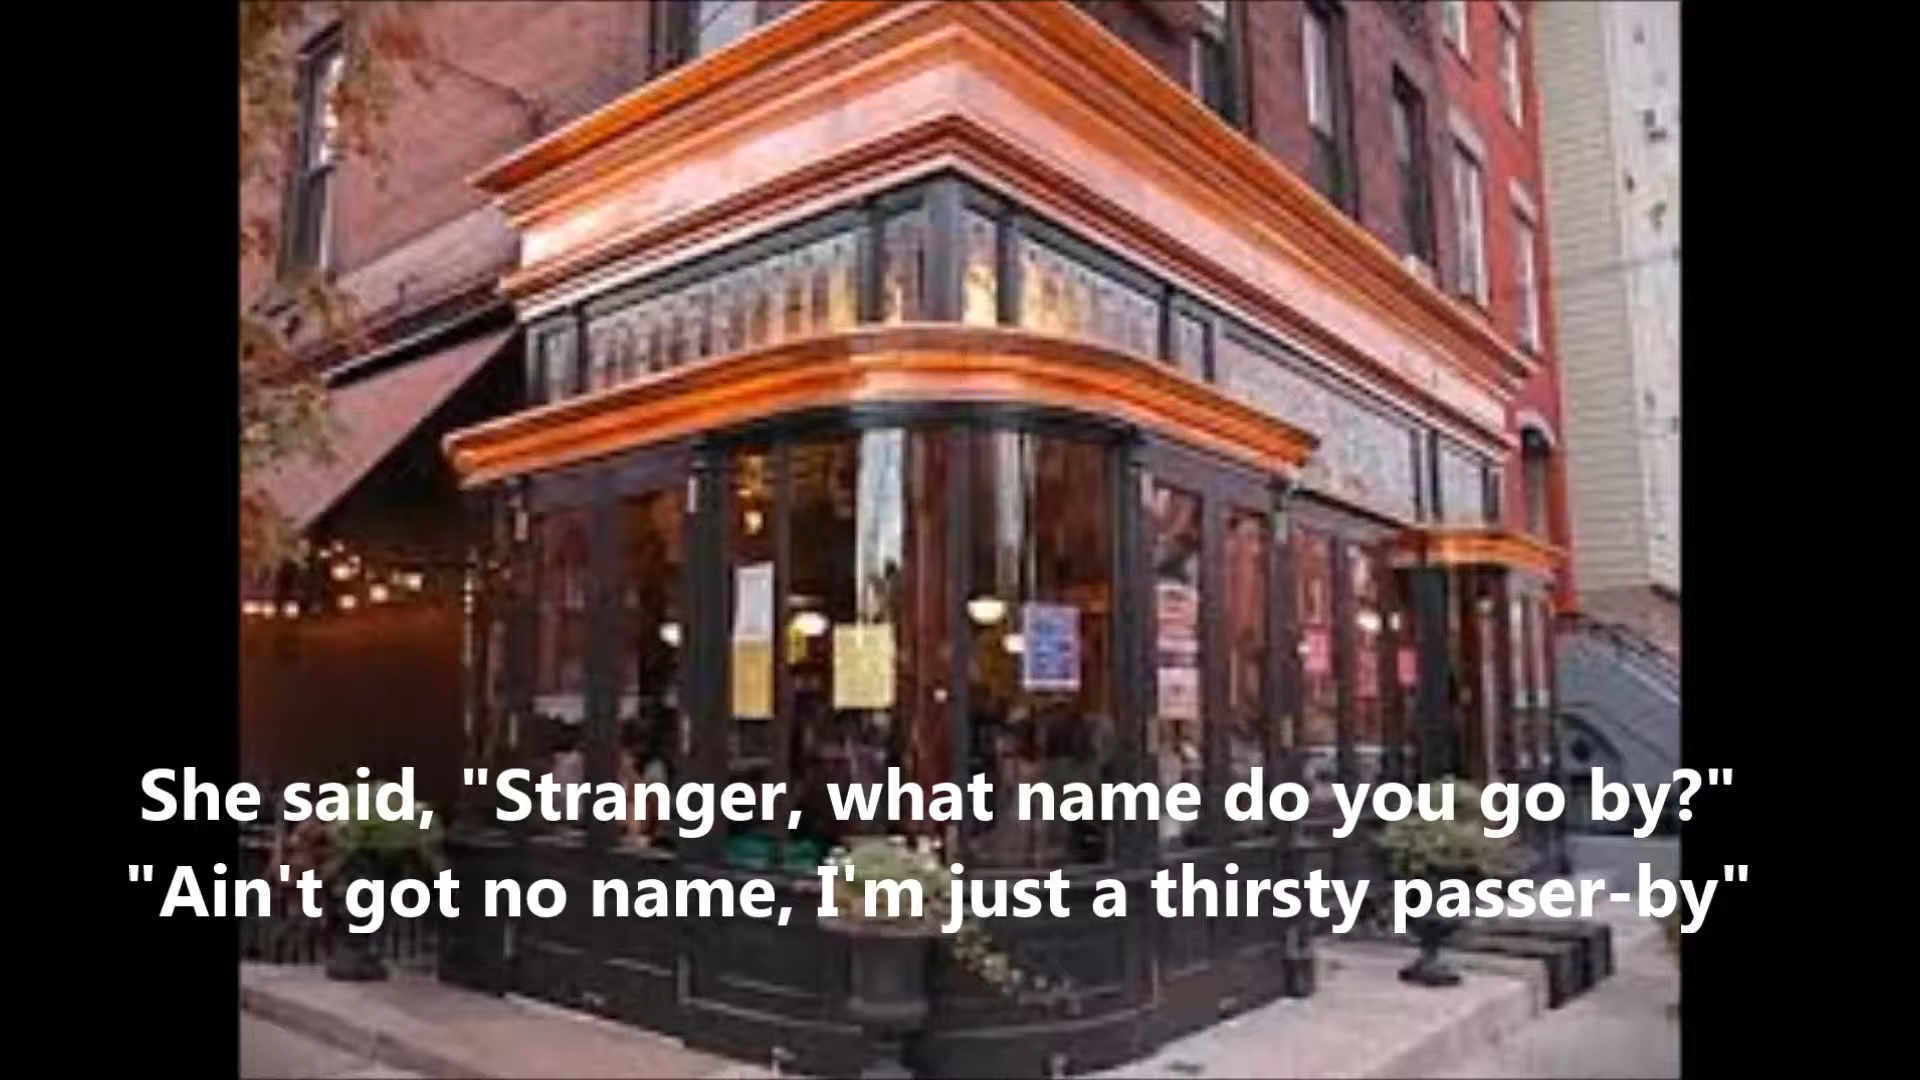 She said, "Stranger, what name do you go by?"
"Ain't got no name, I'm just a thirsty passer-by"